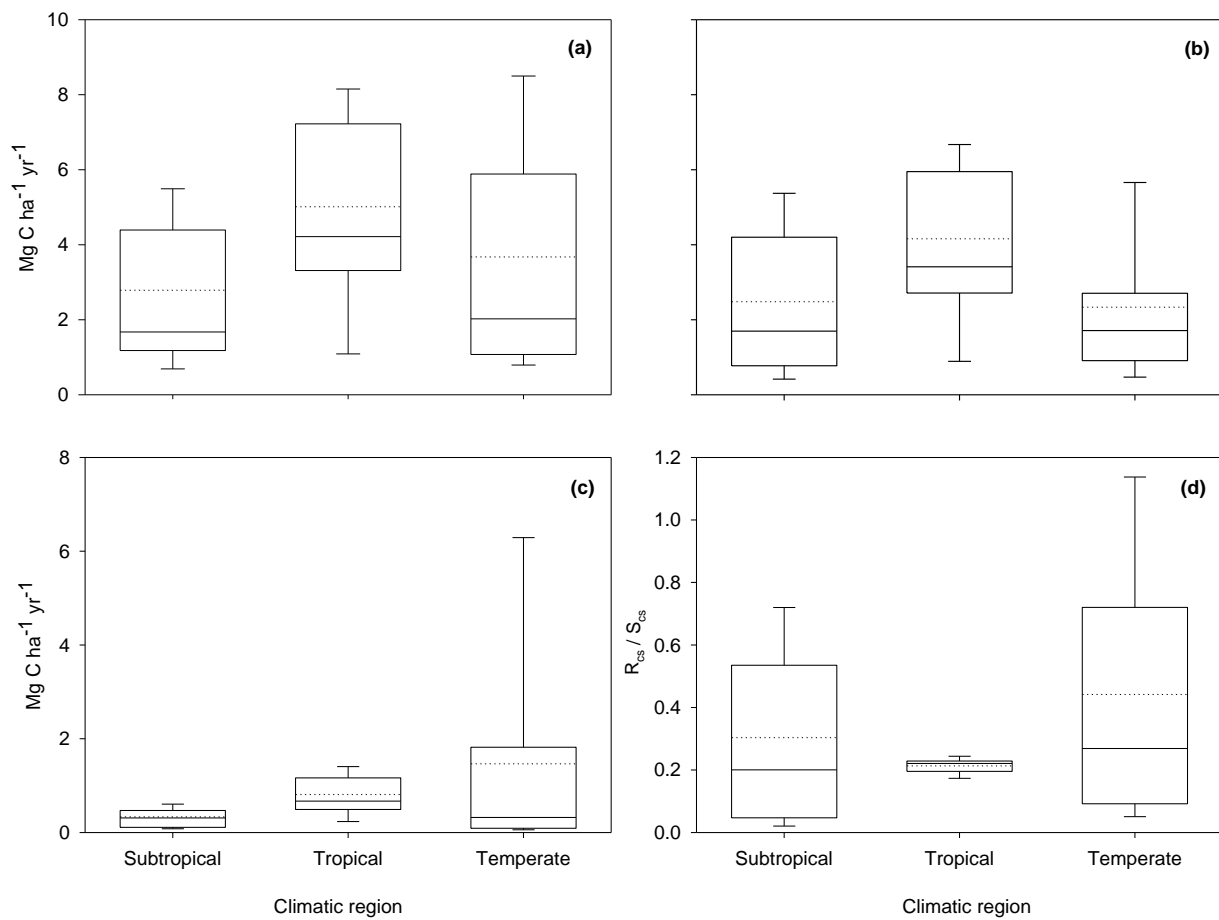 10
8
6
4
2
0
Mg C ha⁻¹ yr⁻¹
(a)
(b)
8
6
4
2
0
Mg C ha⁻¹ yr⁻¹
(c)
Subtropical Tropical Temperate
Climatic region
1.2
1.0
0.8
0.6
0.4
0.2
0.0
R_cs / S_cs
(d)
Subtropical Tropical Temperate
Climatic region